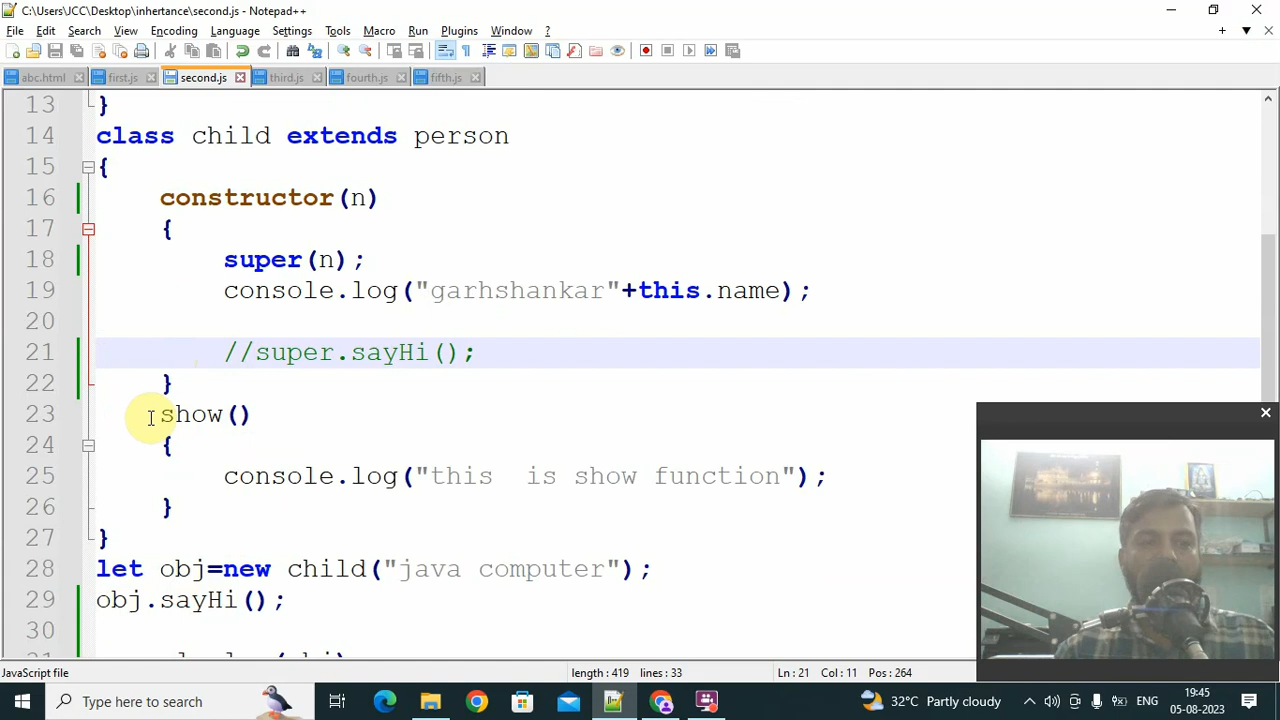 C:\Users\JCC\Desktop\inhertance\second.js - Notepad++
File Edit Search View Encoding Language Settings Tools Macro Run Plugins Window ?
abc.html first.js second.js third.js fourth.js fifth.js
13 }
14 class child extends person
15 {
16 constructor(n)
17 {
18 super(n);
19 console.log("garhshankar"+this.name);
20
21 //super.sayHi();
22 }
23 show()
24 {
25 console.log("this  is show function");
26 }
27 }
28 let obj=new child("java computer");
29 obj.sayHi();
30
JavaScript file length : 419 lines : 33 Ln : 21 Col : 11 Pos : 264
Type here to search 32°C Partly cloudy ENG 19:45
05-08-2023